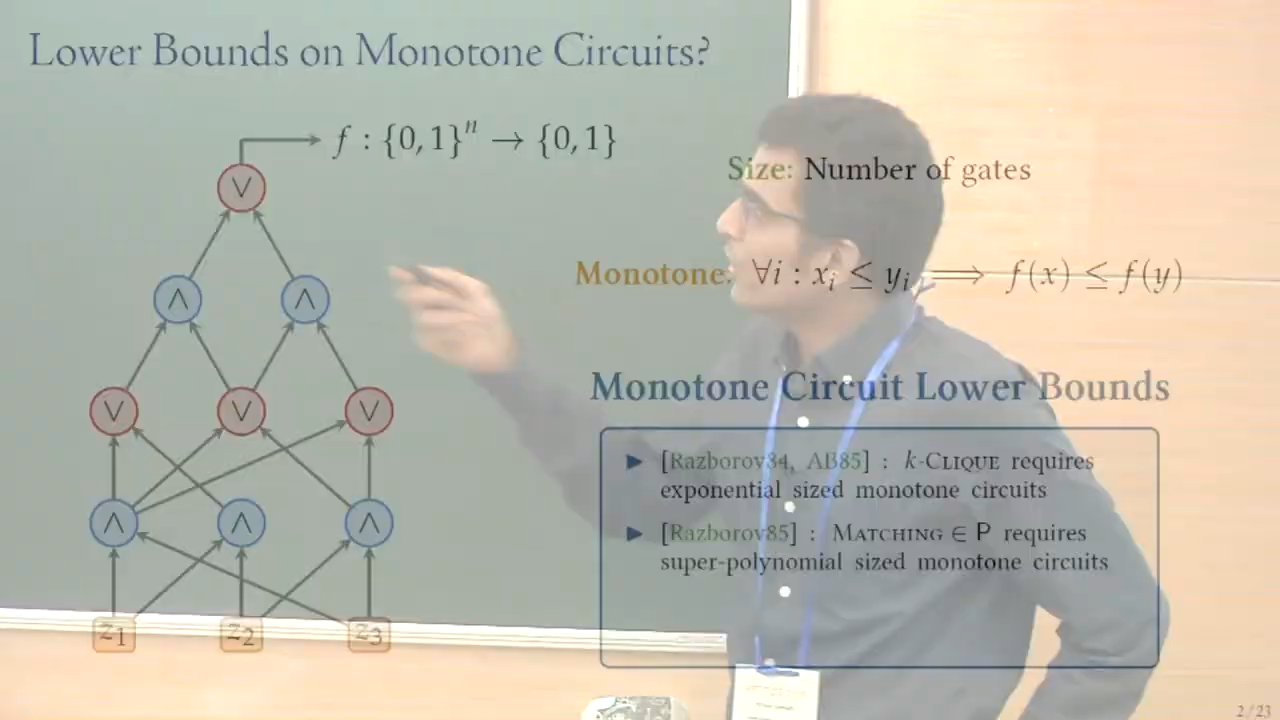 Lower Bounds on Monotone Circuits?
f : {0, 1}ⁿ → {0, 1}
Size: Number of gates
∨
∧ ∧
Monotone: ∀i : xᵢ ≤ yᵢ ⟹ f(x) ≤ f(y)
∨ ∨ ∨
Monotone Circuit Lower Bounds
▶ [Razborov84, AB85] : k-Clique requires
exponential sized monotone circuits
∧ ∧ ∧
▶ [Razborov85] : Matching ∈ P requires
super-polynomial sized monotone circuits
z₁ z₂ z₃
2 / 23